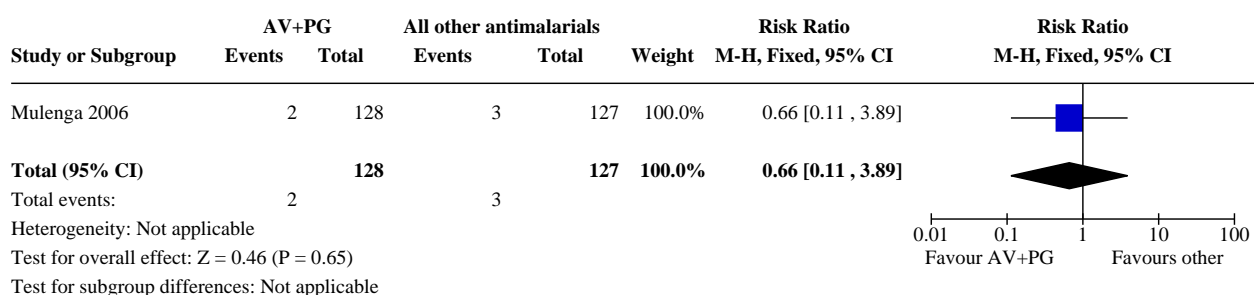 AV+PG All other antimalarials Risk Ratio Risk Ratio
Study or Subgroup Events Total Events Total Weight M-H, Fixed, 95% CI M-H, Fixed, 95% CI
Mulenga 2006 2 128 3 127 100.0% 0.66 [0.11 , 3.89]
Total (95% CI) 128 127 100.0% 0.66 [0.11 , 3.89]
Total events: 2 3
Heterogeneity: Not applicable
0.01 0.1 1 10 100
Test for overall effect: Z = 0.46 (P = 0.65) Favour AV+PG Favours other
Test for subgroup differences: Not applicable